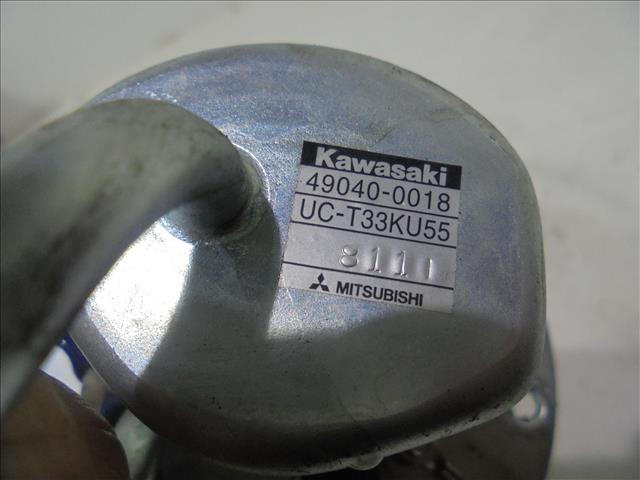 Kawasaki
49040-0018
UC-T33KU55
8111
MITSUBISHI